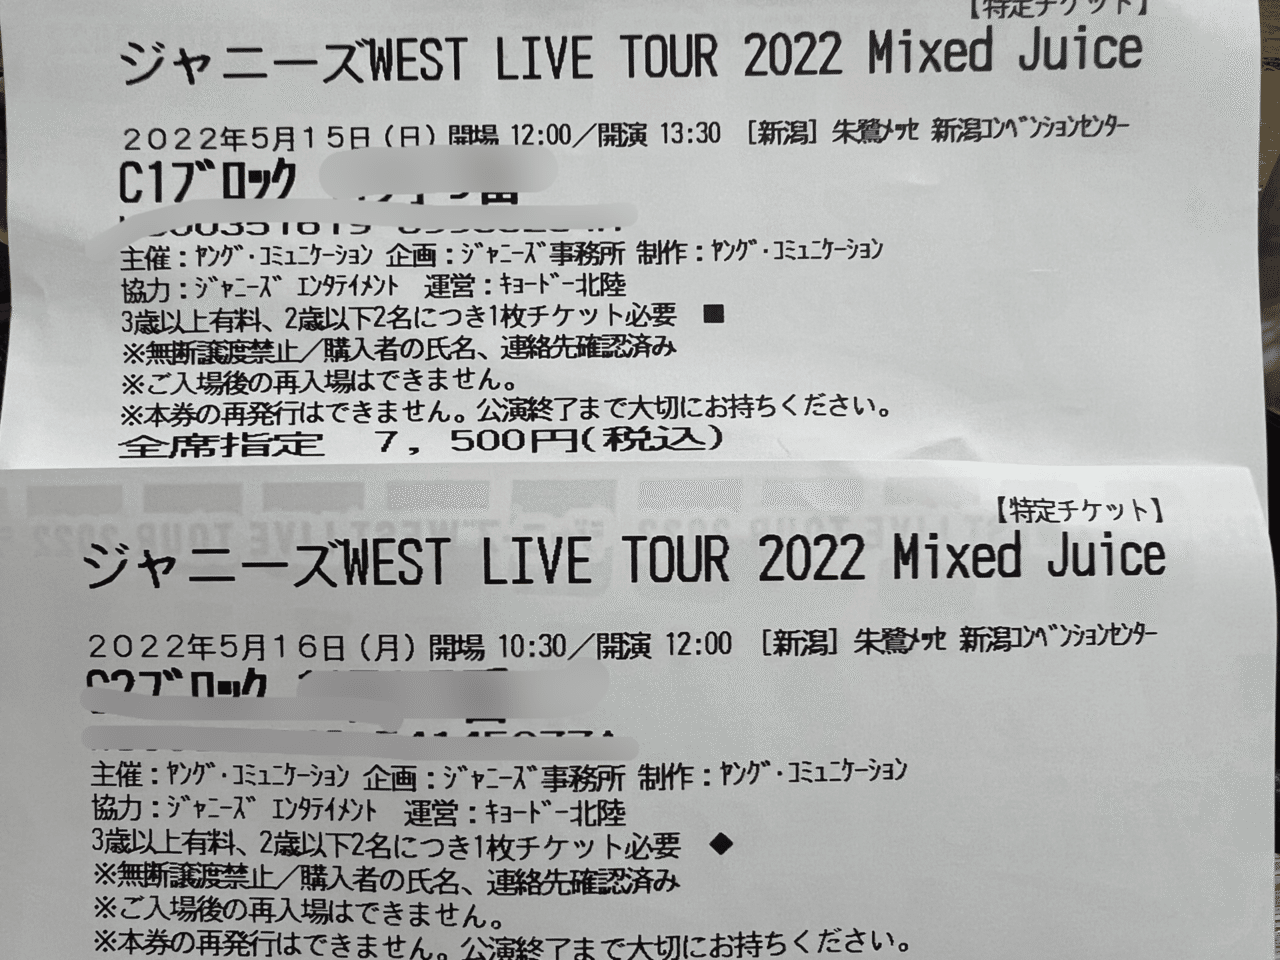 【特定チケット】
ジャニーズWEST LIVE TOUR 2022 Mixed Juice
2022年5月15日(日) 開場 12:00/開演 13:30 [新潟] 朱鷺ﾒｯｾ 新潟ｺﾝﾍﾞﾝｼｮﾝｾﾝﾀｰ
C1ﾌﾞﾛｯｸ
主催:ﾔﾝｸﾞ･ｺﾐｭﾆｹｰｼｮﾝ 企画:ｼﾞｬﾆｰｽﾞ事務所 制作:ﾔﾝｸﾞ･ｺﾐｭﾆｹｰｼｮﾝ
協力:ｼﾞｬﾆｰｽﾞ ｴﾝﾀﾃｲﾒﾝﾄ 運営:ｷｮｰﾄﾞｰ北陸
3歳以上有料、2歳以下2名につき1枚チケット必要 ■
※無断譲渡禁止/購入者の氏名、連絡先確認済み
※ご入場後の再入場はできません。
※本券の再発行はできません。公演終了まで大切にお持ちください。
全席指定 7,500円(税込)
【特定チケット】
ジャニーズWEST LIVE TOUR 2022 Mixed Juice
2022年5月16日(月) 開場 10:30/開演 12:00 [新潟] 朱鷺ﾒｯｾ 新潟ｺﾝﾍﾞﾝｼｮﾝｾﾝﾀｰ
C2ﾌﾞﾛｯｸ
主催:ﾔﾝｸﾞ･ｺﾐｭﾆｹｰｼｮﾝ 企画:ｼﾞｬﾆｰｽﾞ事務所 制作:ﾔﾝｸﾞ･ｺﾐｭﾆｹｰｼｮﾝ
協力:ｼﾞｬﾆｰｽﾞ ｴﾝﾀﾃｲﾒﾝﾄ 運営:ｷｮｰﾄﾞｰ北陸
3歳以上有料、2歳以下2名につき1枚チケット必要 ◆
※無断譲渡禁止/購入者の氏名、連絡先確認済み
※ご入場後の再入場はできません。
※本券の再発行はできません。公演終了まで大切にお持ちください。